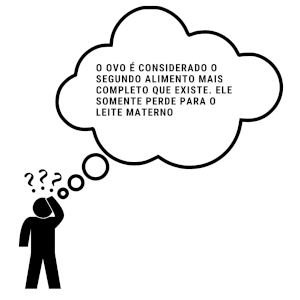 O OVO É CONSIDERADO O
SEGUNDO ALIMENTO MAIS
COMPLETO QUE EXISTE. ELE
SOMENTE PERDE PARA O
LEITE MATERNO
???